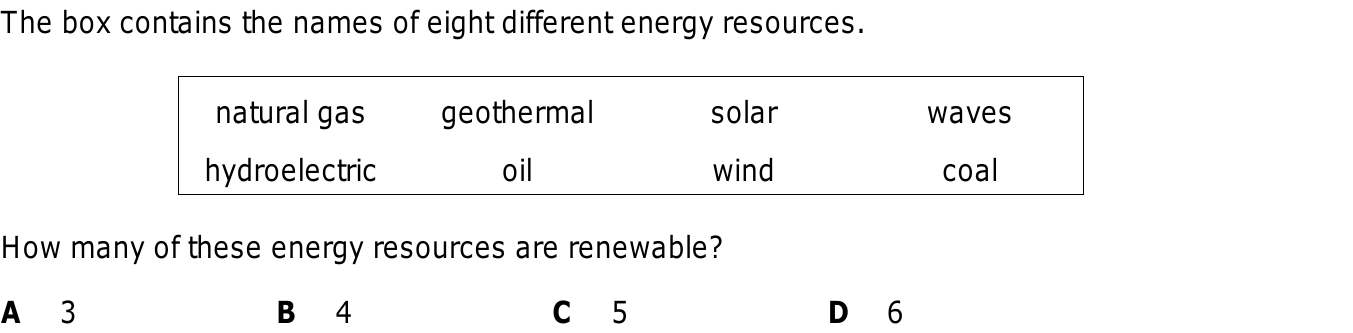 The box contains the names of eight different energy resources.
natural gas geothermal solar waves
hydroelectric oil wind coal
How many of these energy resources are renewable?
A 3 B 4 C 5 D 6